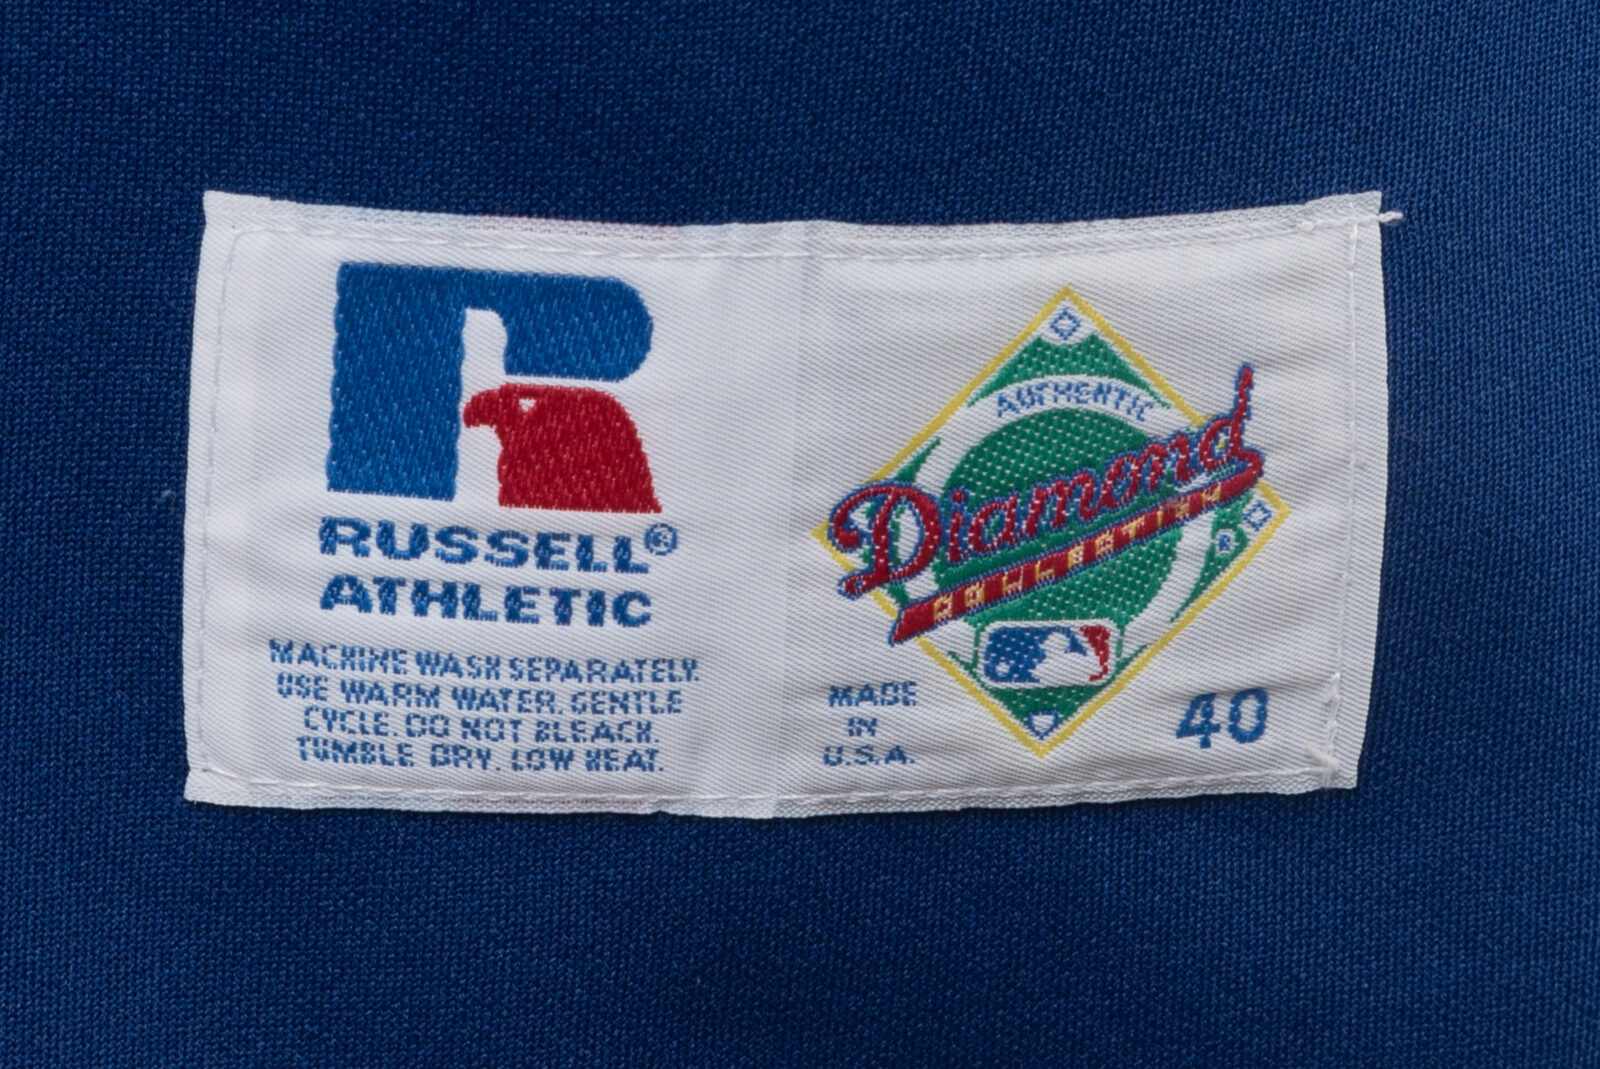 RUSSELL®
ATHLETIC
MACHINE WASH SEPARATELY.
USE WARM WATER. GENTLE
CYCLE. DO NOT BLEACH.
TUMBLE DRY. LOW HEAT.
AUTHENTIC
Diamond
COLLECTION
®
MADE
IN
U.S.A.
40